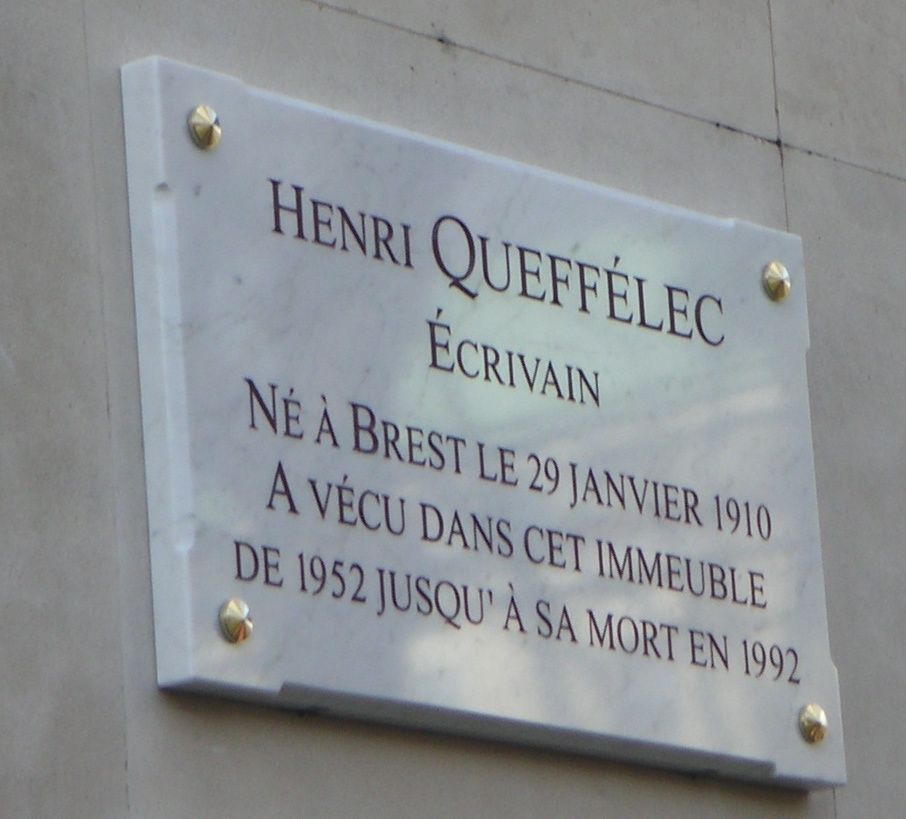 HENRI QUEFFÉLEC
ÉCRIVAIN
NÉ À BREST LE 29 JANVIER 1910
A VÉCU DANS CET IMMEUBLE
DE 1952 JUSQU' À SA MORT EN 1992